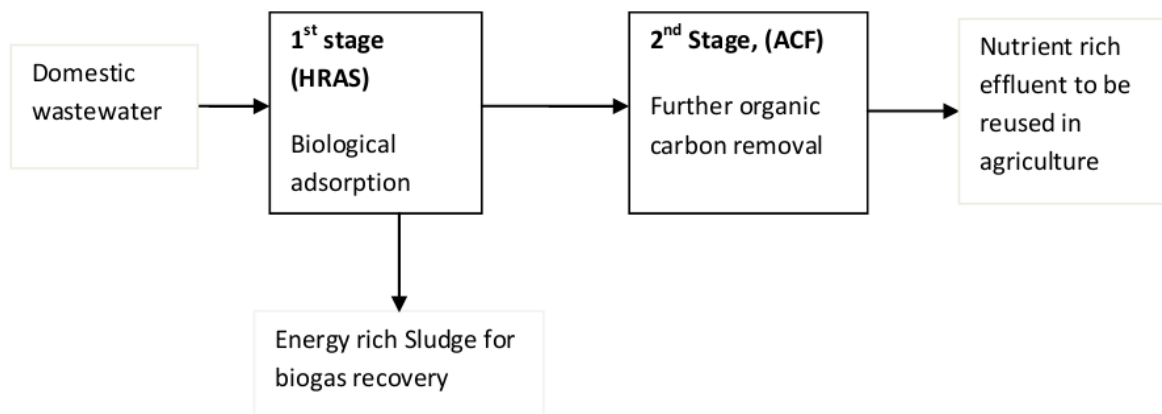 Domestic
wastewater
1st stage
(HRAS)
Biological
adsorption
2nd Stage, (ACF)
Further organic
carbon removal
Nutrient rich
effluent to be
reused in
agriculture
Energy rich Sludge for
biogas recovery